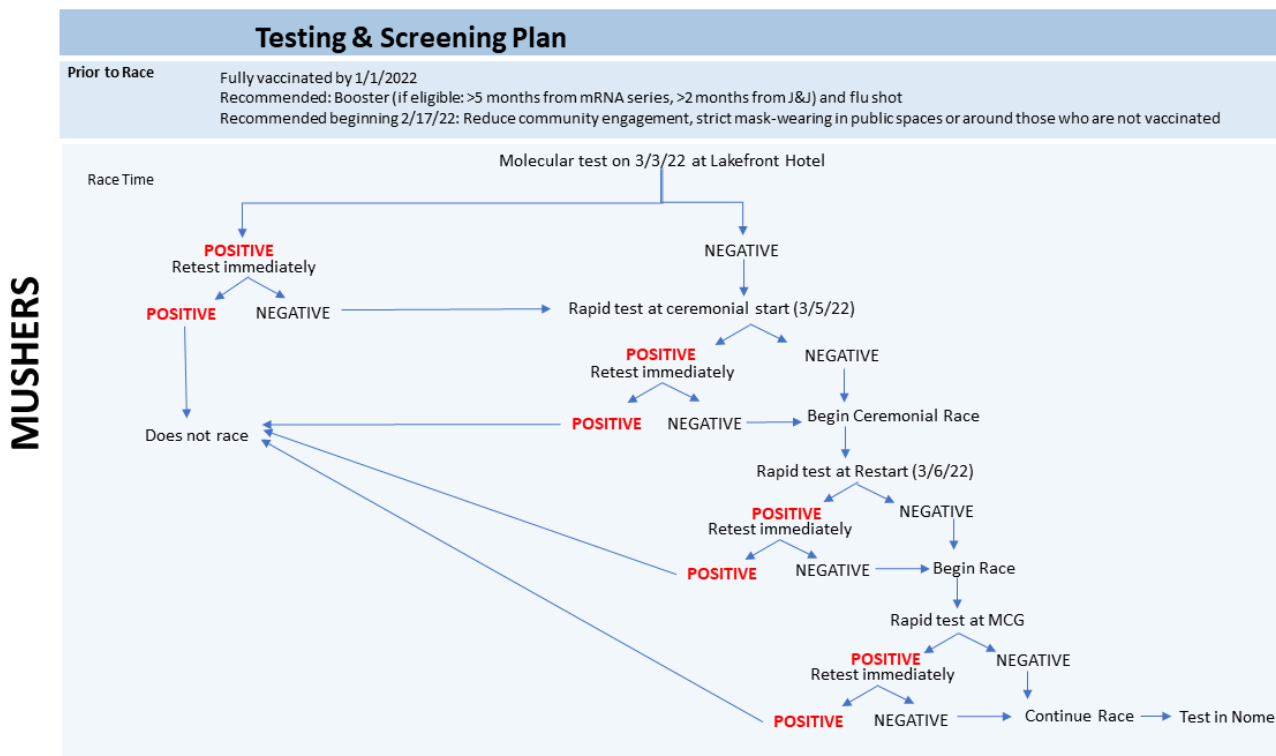 Testing & Screening Plan
Prior to Race
Fully vaccinated by 1/1/2022
Recommended: Booster (if eligible: >5 months from mRNA series, >2 months from J&J) and flu shot
Recommended beginning 2/17/22: Reduce community engagement, strict mask-wearing in public spaces or around those who are not vaccinated
MUSHERS
Race Time
Molecular test on 3/3/22 at Lakefront Hotel
POSITIVE
Retest immediately
NEGATIVE
POSITIVE
NEGATIVE
Rapid test at ceremonial start (3/5/22)
POSITIVE
Retest immediately
NEGATIVE
POSITIVE
NEGATIVE
Begin Ceremonial Race
Does not race
Rapid test at Restart (3/6/22)
POSITIVE
Retest immediately
NEGATIVE
POSITIVE
NEGATIVE
Begin Race
Rapid test at MCG
POSITIVE
Retest immediately
NEGATIVE
POSITIVE
NEGATIVE
Continue Race
Test in Nome